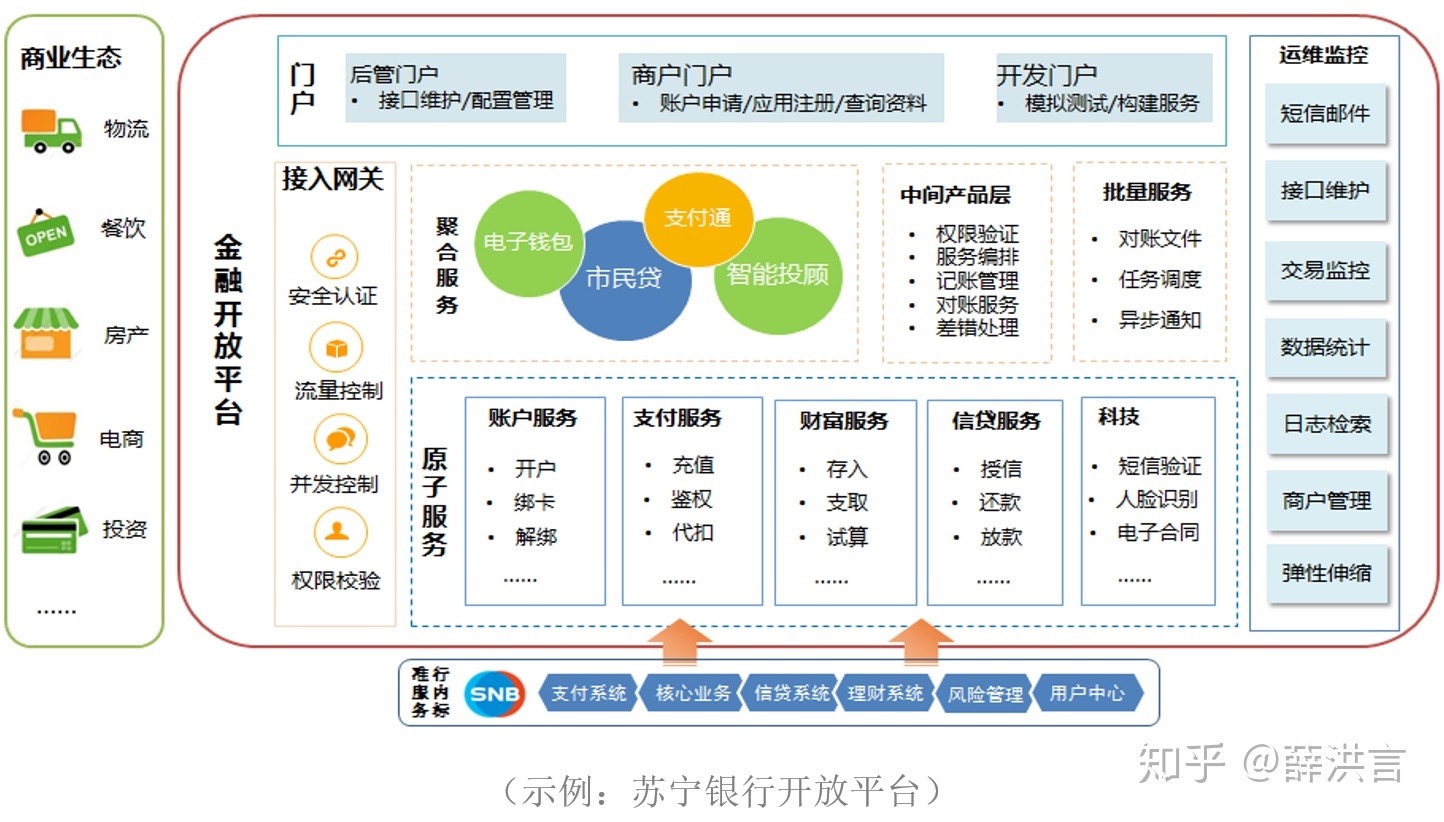 商业生态
物流
OPEN
餐饮
房产
电商
投资
……
金融开放平台
门户
后管门户
• 接口维护/配置管理
商户门户
• 账户申请/应用注册/查询资料
开发门户
• 模拟测试/构建服务
接入网关
安全认证
流量控制
并发控制
权限校验
聚合服务
电子钱包
市民贷
支付通
智能投顾
中间产品层
• 权限验证
• 服务编排
• 记账管理
• 对账服务
• 差错处理
批量服务
• 对账文件
• 任务调度
• 异步通知
原子服务
账户服务
• 开户
• 绑卡
• 解绑
……
支付服务
• 充值
• 鉴权
• 代扣
……
财富服务
• 存入
• 支取
• 试算
……
信贷服务
• 授信
• 还款
• 放款
……
科技
• 短信验证
• 人脸识别
• 电子合同
……
运维监控
短信邮件
接口维护
交易监控
数据统计
日志检索
商户管理
弹性伸缩
行内标
准服务
SNB
支付系统
核心业务
信贷系统
理财系统
风险管理
用户中心
知乎 @薛洪言
（示例：苏宁银行开放平台）